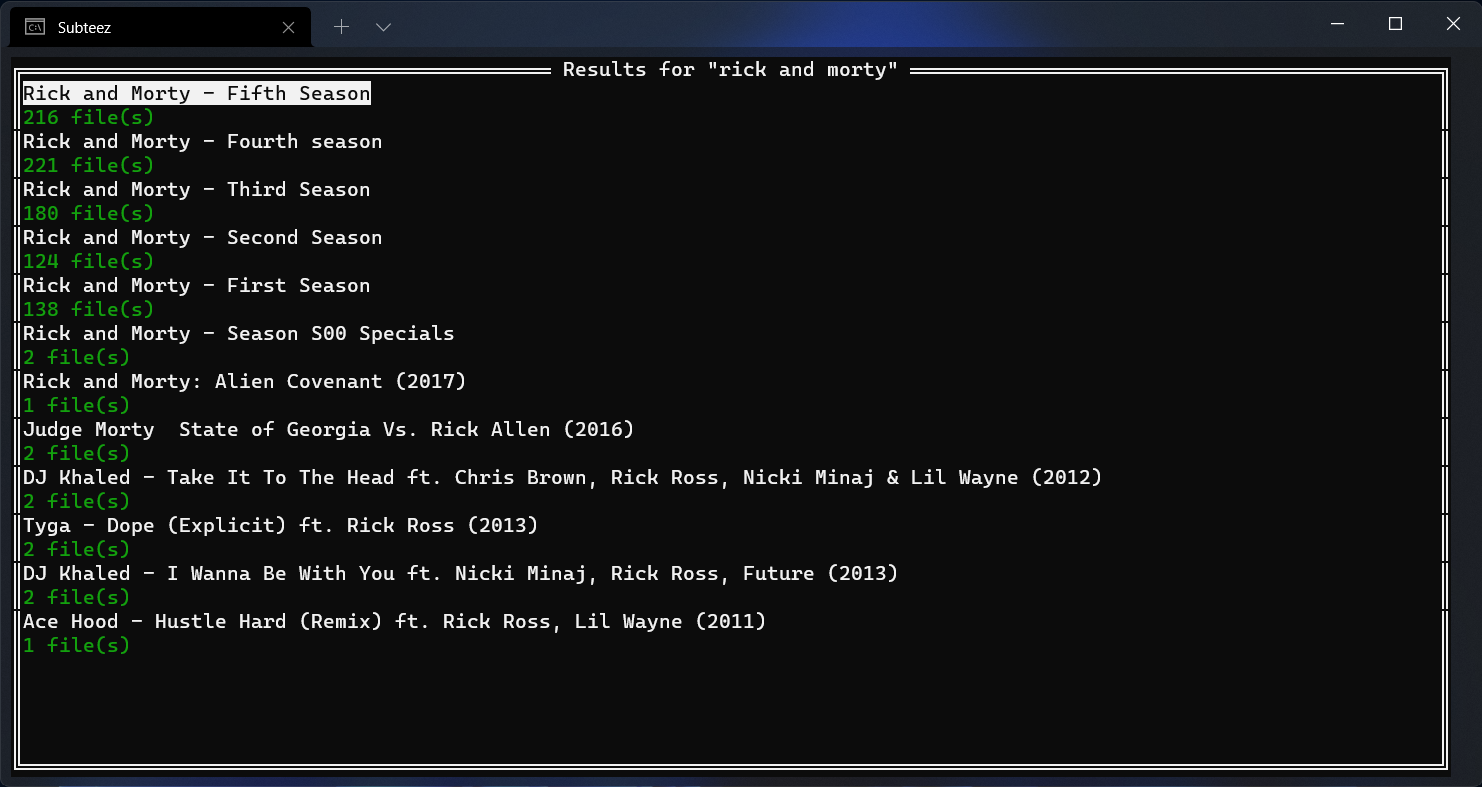 Subteez
Results for "rick and morty"
Rick and Morty - Fifth Season
216 file(s)
Rick and Morty - Fourth season
221 file(s)
Rick and Morty - Third Season
180 file(s)
Rick and Morty - Second Season
124 file(s)
Rick and Morty - First Season
138 file(s)
Rick and Morty - Season S00 Specials
2 file(s)
Rick and Morty: Alien Covenant (2017)
1 file(s)
Judge Morty  State of Georgia Vs. Rick Allen (2016)
2 file(s)
DJ Khaled - Take It To The Head ft. Chris Brown, Rick Ross, Nicki Minaj & Lil Wayne (2012)
2 file(s)
Tyga - Dope (Explicit) ft. Rick Ross (2013)
2 file(s)
DJ Khaled - I Wanna Be With You ft. Nicki Minaj, Rick Ross, Future (2013)
2 file(s)
Ace Hood - Hustle Hard (Remix) ft. Rick Ross, Lil Wayne (2011)
1 file(s)